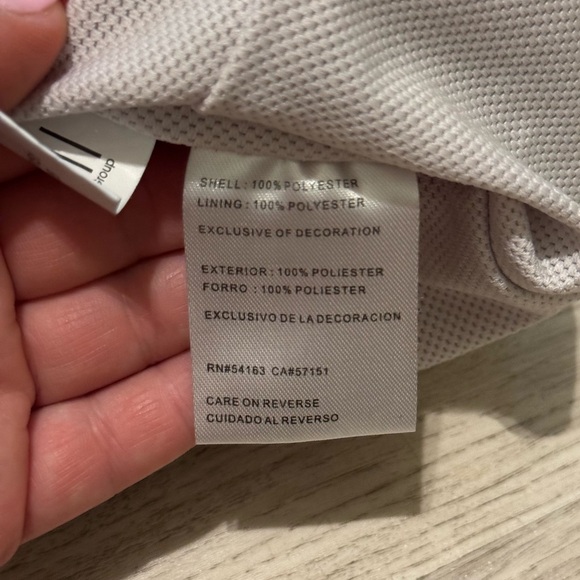 SHELL : 100% POLYESTER
LINING : 100% POLYESTER
EXCLUSIVE OF DECORATION
EXTERIOR : 100% POLIESTER
FORRO : 100% POLIESTER
EXCLUSIVO DE LA DECORACION
RN#54163 CA#57151
CARE ON REVERSE
CUIDADO AL REVERSO